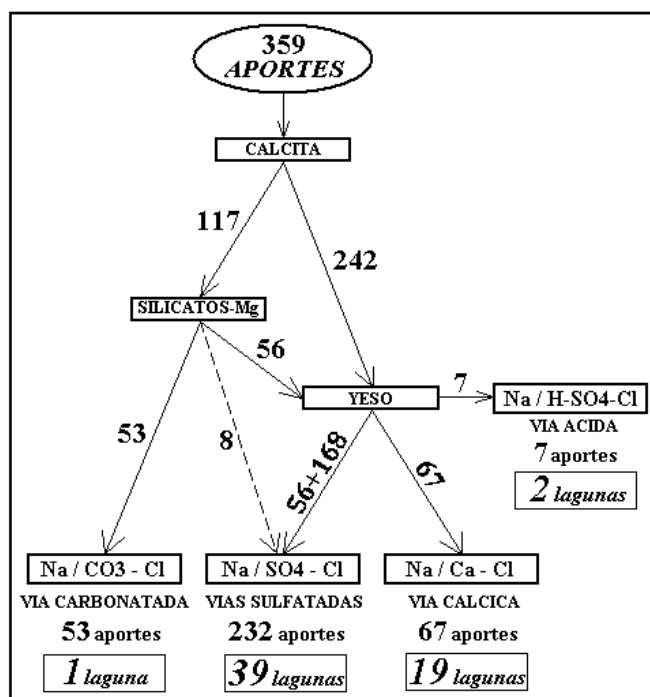 359
APORTES
CALCITA
117
242
SILICATOS-Mg
56
YESO
7
Na / H-SO4-Cl
VIA ACIDA
7 aportes
2 lagunas
53
8
56+168
67
Na / CO3 - Cl
VIA CARBONATADA
53 aportes
1 laguna
Na / SO4 - Cl
VIAS SULFATADAS
232 aportes
39 lagunas
Na / Ca - Cl
VIA CALCICA
67 aportes
19 lagunas